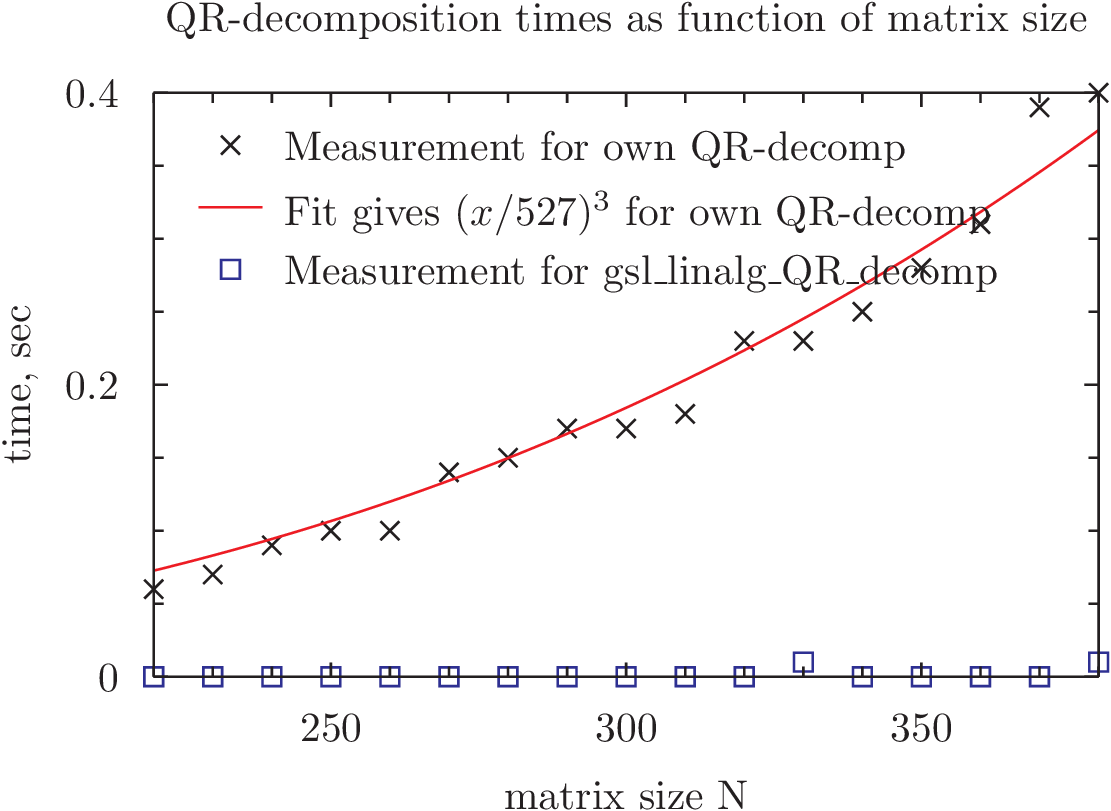 QR-decomposition times as function of matrix size
0.4
Measurement for own QR-decomp
Fit gives (x/527)³ for own QR-decomp
Measurement for gsl_linalg_QR_decomp
time, sec
0.2
0
250 300 350
matrix size N